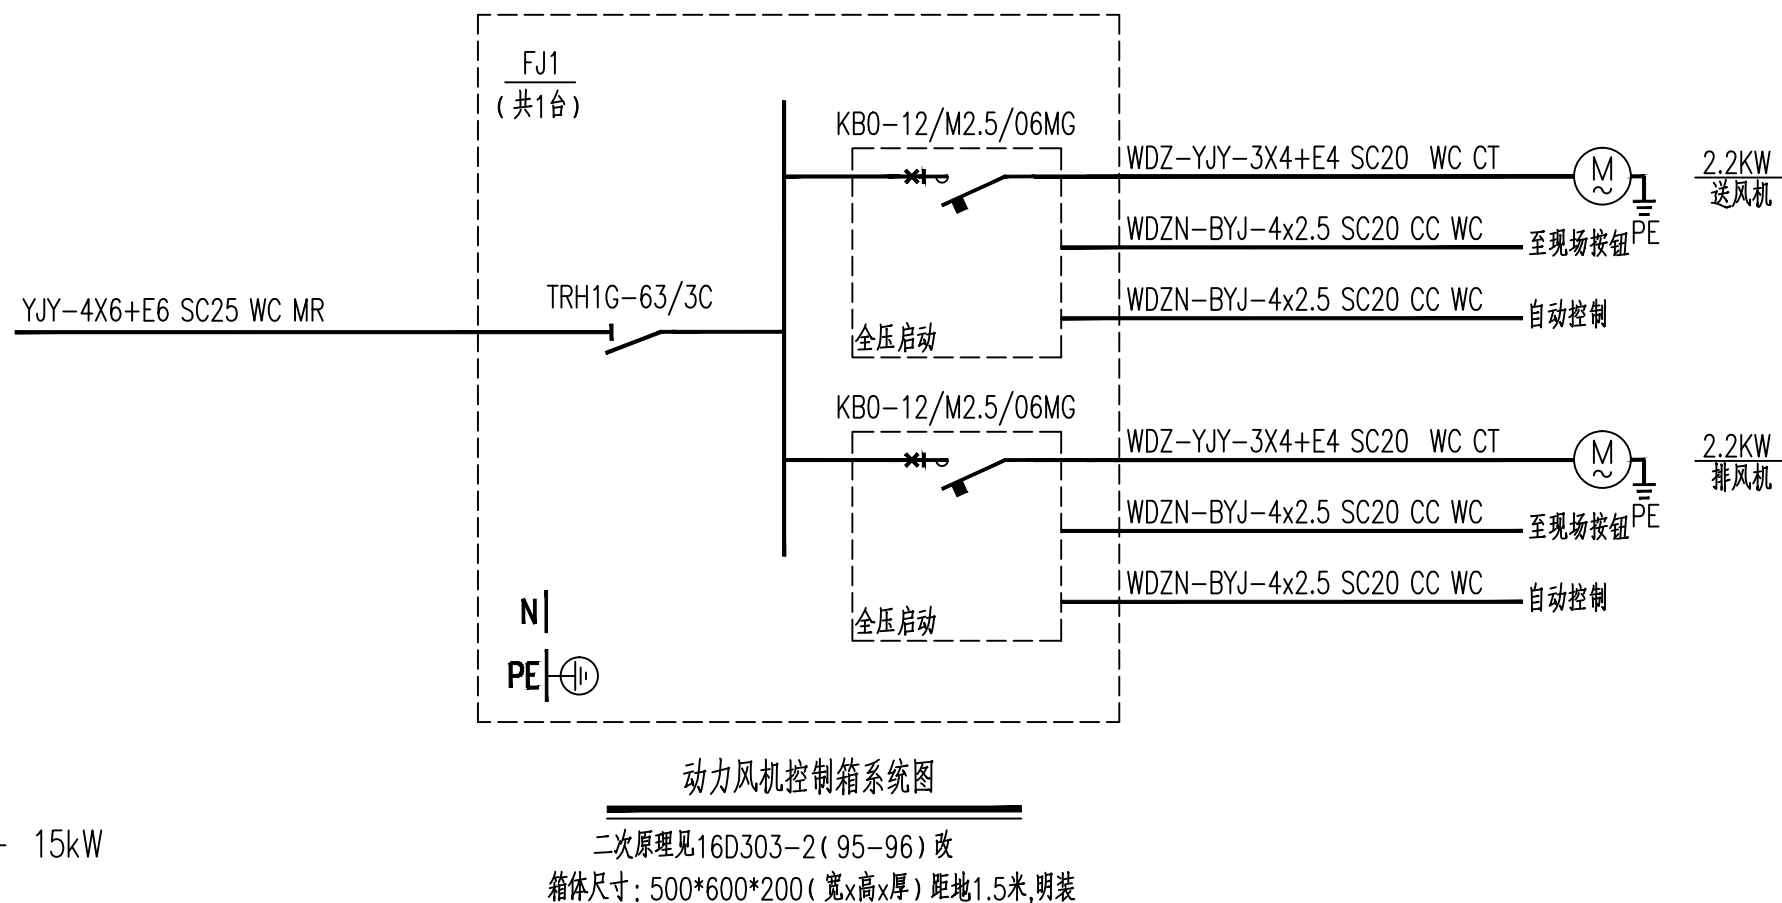 FJ1
(共1台)
KB0-12/M2.5/06MG
WDZ-YJY-3X4+E4 SC20 WC CT
M
~
2.2KW
送风机
PE
WDZN-BYJ-4x2.5 SC20 CC WC
至现场按钮
WDZN-BYJ-4x2.5 SC20 CC WC
自动控制
全压启动
YJY-4X6+E6 SC25 WC MR
TRH1G-63/3C
KB0-12/M2.5/06MG
WDZ-YJY-3X4+E4 SC20 WC CT
M
~
2.2KW
排风机
PE
WDZN-BYJ-4x2.5 SC20 CC WC
至现场按钮
WDZN-BYJ-4x2.5 SC20 CC WC
自动控制
全压启动
N
PE
动力风机控制箱系统图
二次原理见16D303-2(95-96)改
箱体尺寸: 500*600*200(宽x高x厚)距地1.5米,明装
- 15kW